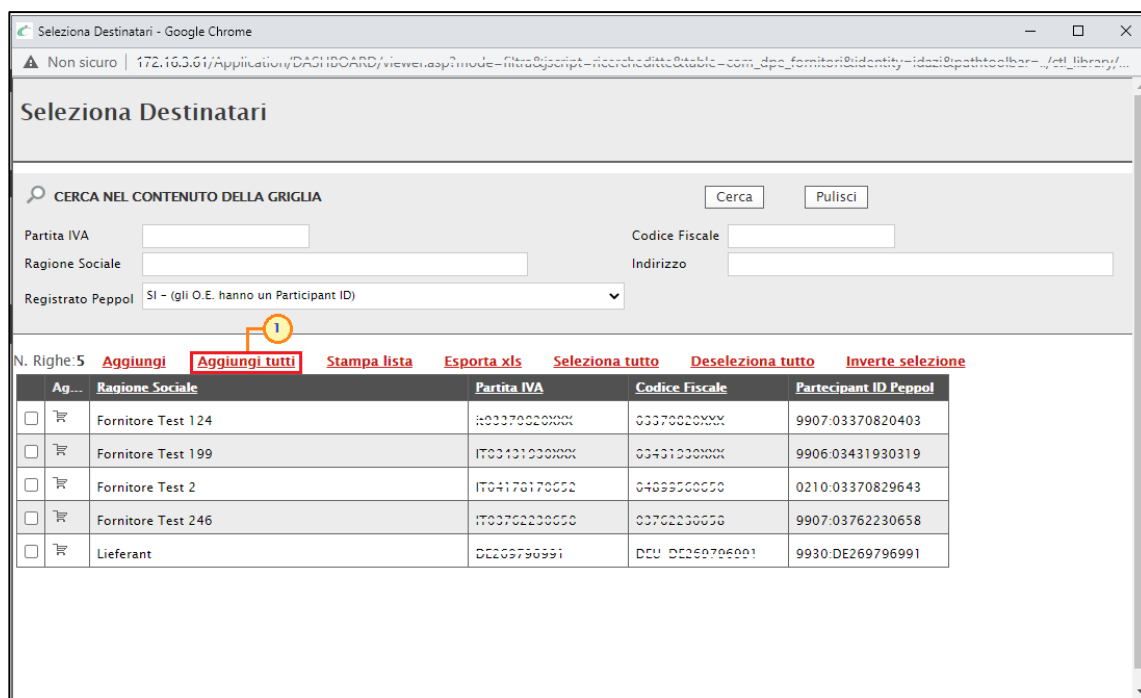 Seleziona Destinatari - Google Chrome
Non sicuro
Seleziona Destinatari
CERCA NEL CONTENUTO DELLA GRIGLIA Cerca Pulisci
Partita IVA Codice Fiscale
Ragione Sociale Indirizzo
Registrato Peppol SI - (gli O.E. hanno un Participant ID)
1
N. Righe:5 Aggiungi Aggiungi tutti Stampa lista Esporta xls Seleziona tutto Deseleziona tutto Inverte selezione
Ag... Ragione Sociale Partita IVA Codice Fiscale Partecipant ID Peppol
Fornitore Test 124 9907:03370820403
Fornitore Test 199 9906:03431930319
Fornitore Test 2 0210:03370829643
Fornitore Test 246 9907:03762230658
Lieferant 9930:DE269796991